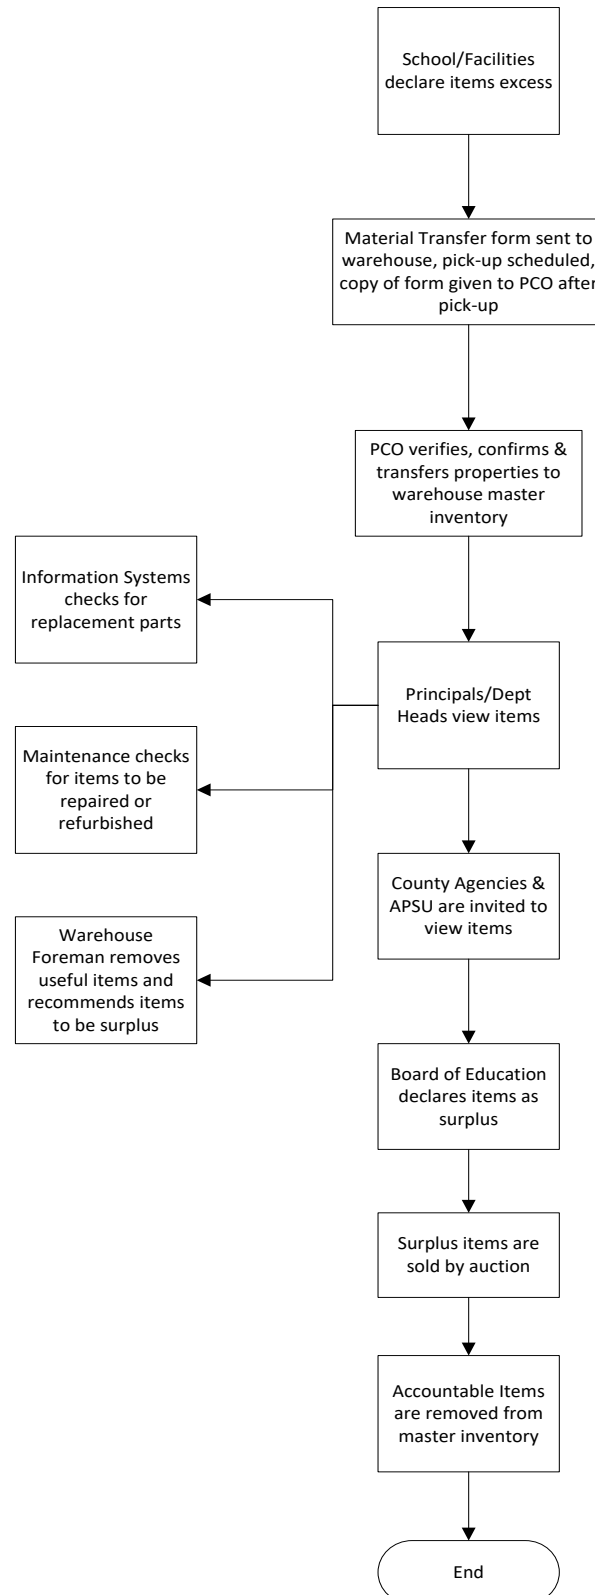 School/Facilities
declare items excess
Material Transfer form sent to
warehouse, pick-up scheduled,
copy of form given to PCO after
pick-up
PCO verifies, confirms &
transfers properties to
warehouse master
inventory
Information Systems
checks for
replacement parts
Principals/Dept
Heads view items
Maintenance checks
for items to be
repaired or
refurbished
County Agencies &
APSU are invited to
view items
Warehouse
Foreman removes
useful items and
recommends items
to be surplus
Board of Education
declares items as
surplus
Surplus items are
sold by auction
Accountable Items
are removed from
master inventory
End